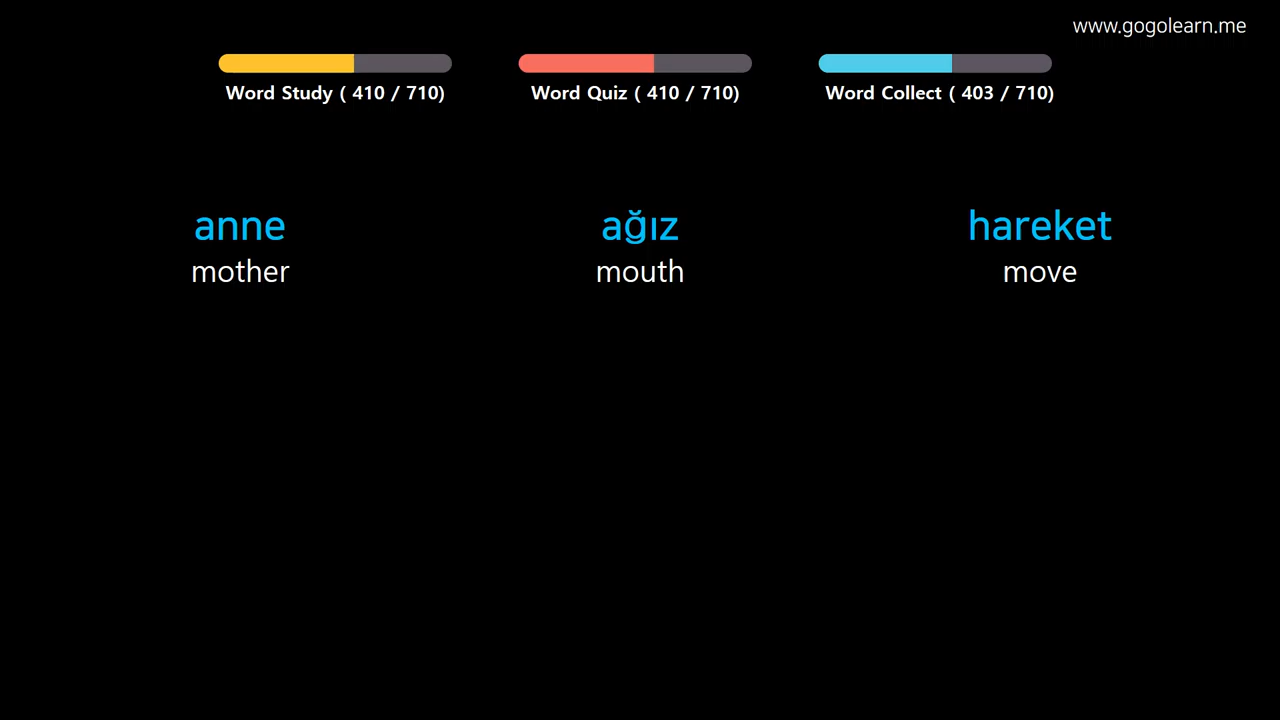 www.gogolearn.me
Word Study ( 410 / 710)
Word Quiz ( 410 / 710)
Word Collect ( 403 / 710)
anne
mother
ağız
mouth
hareket
move